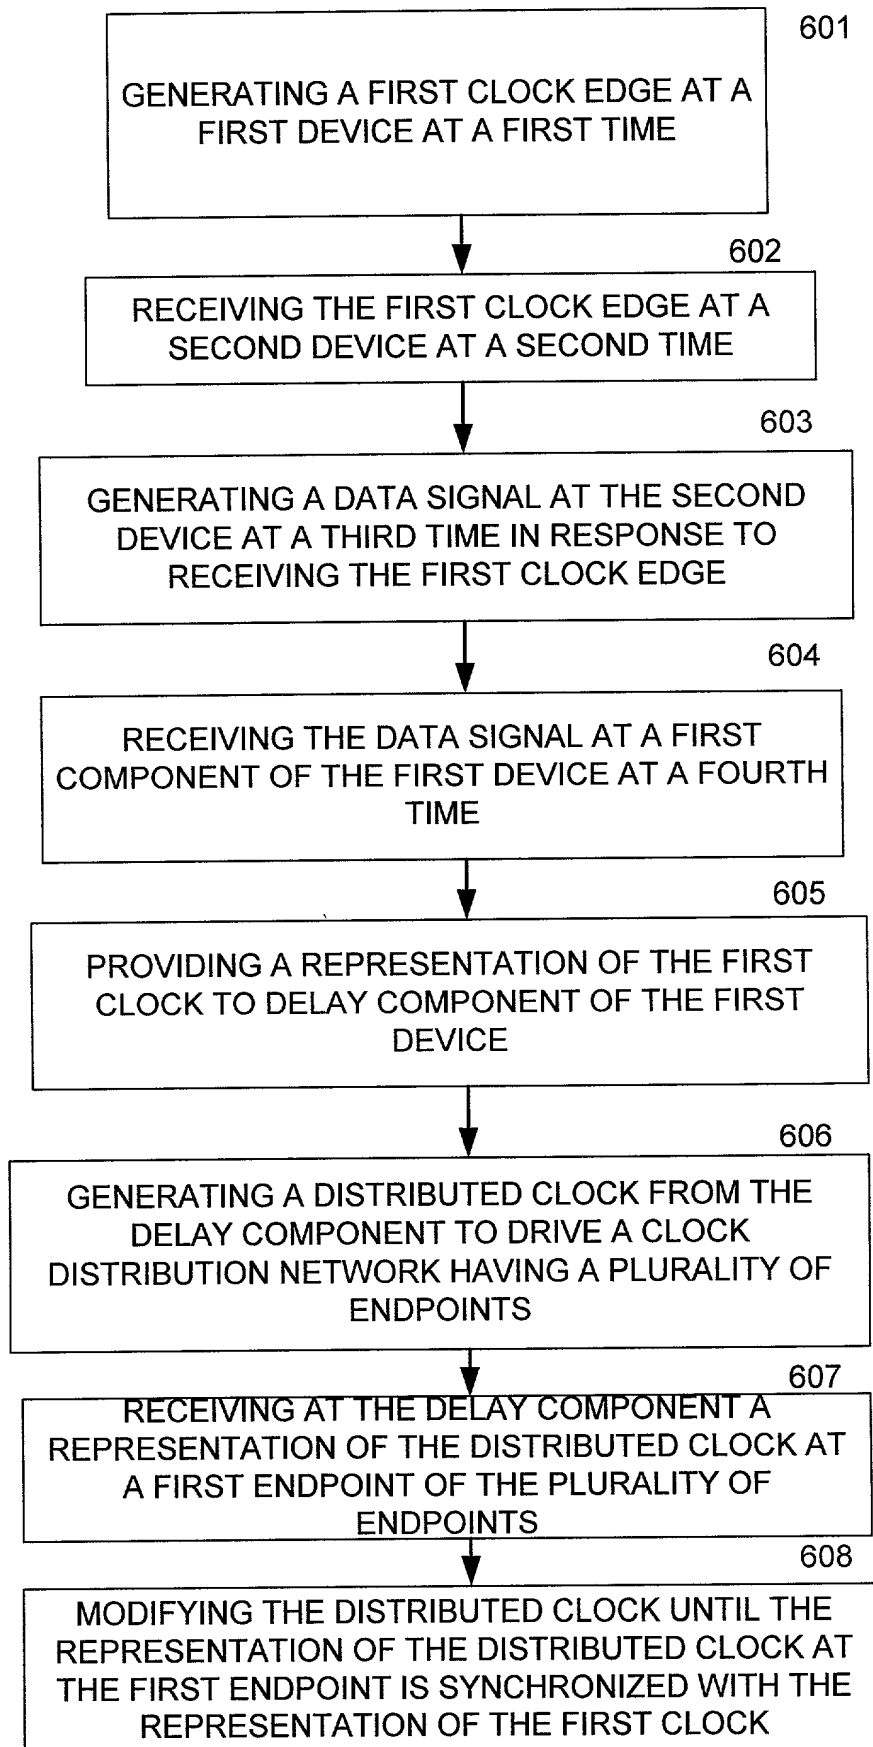 601
GENERATING A FIRST CLOCK EDGE AT A
FIRST DEVICE AT A FIRST TIME
602
RECEIVING THE FIRST CLOCK EDGE AT A
SECOND DEVICE AT A SECOND TIME
603
GENERATING A DATA SIGNAL AT THE SECOND
DEVICE AT A THIRD TIME IN RESPONSE TO
RECEIVING THE FIRST CLOCK EDGE
604
RECEIVING THE DATA SIGNAL AT A FIRST
COMPONENT OF THE FIRST DEVICE AT A FOURTH
TIME
605
PROVIDING A REPRESENTATION OF THE FIRST
CLOCK TO DELAY COMPONENT OF THE FIRST
DEVICE
606
GENERATING A DISTRIBUTED CLOCK FROM THE
DELAY COMPONENT TO DRIVE A CLOCK
DISTRIBUTION NETWORK HAVING A PLURALITY OF
ENDPOINTS
607
RECEIVING AT THE DELAY COMPONENT A
REPRESENTATION OF THE DISTRIBUTED CLOCK AT
A FIRST ENDPOINT OF THE PLURALITY OF
ENDPOINTS
608
MODIFYING THE DISTRIBUTED CLOCK UNTIL THE
REPRESENTATION OF THE DISTRIBUTED CLOCK AT
THE FIRST ENDPOINT IS SYNCHRONIZED WITH THE
REPRESENTATION OF THE FIRST CLOCK